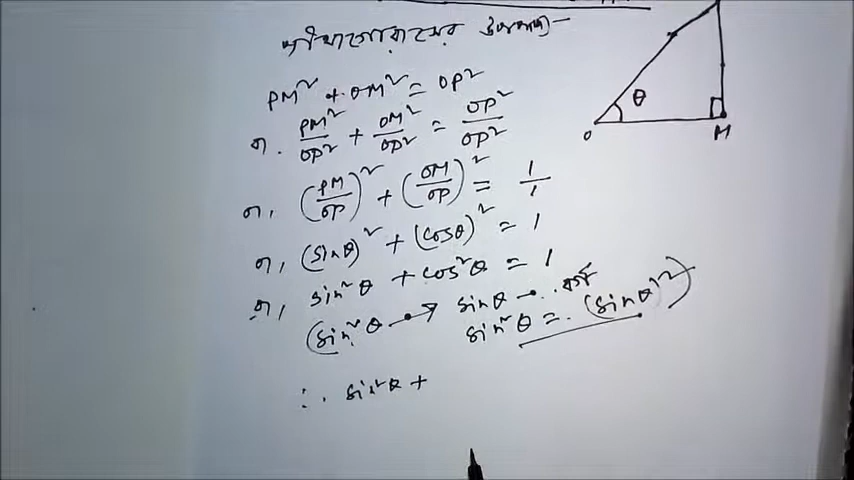 পীথাগোরাসের উপপাদ্য—
PM² + OM² = OP²
বা, PM²/OP² + OM²/OP² = OP²/OP²
বা, (PM/OP)² + (OM/OP)² = 1/1
বা, (sinθ)² + (cosθ)² = 1
বা, sin²θ + cos²θ = 1
(sin²θ → sinθ - বর্গ
sin²θ = (sinθ)²)
∴ sin²θ +
θ
O
M